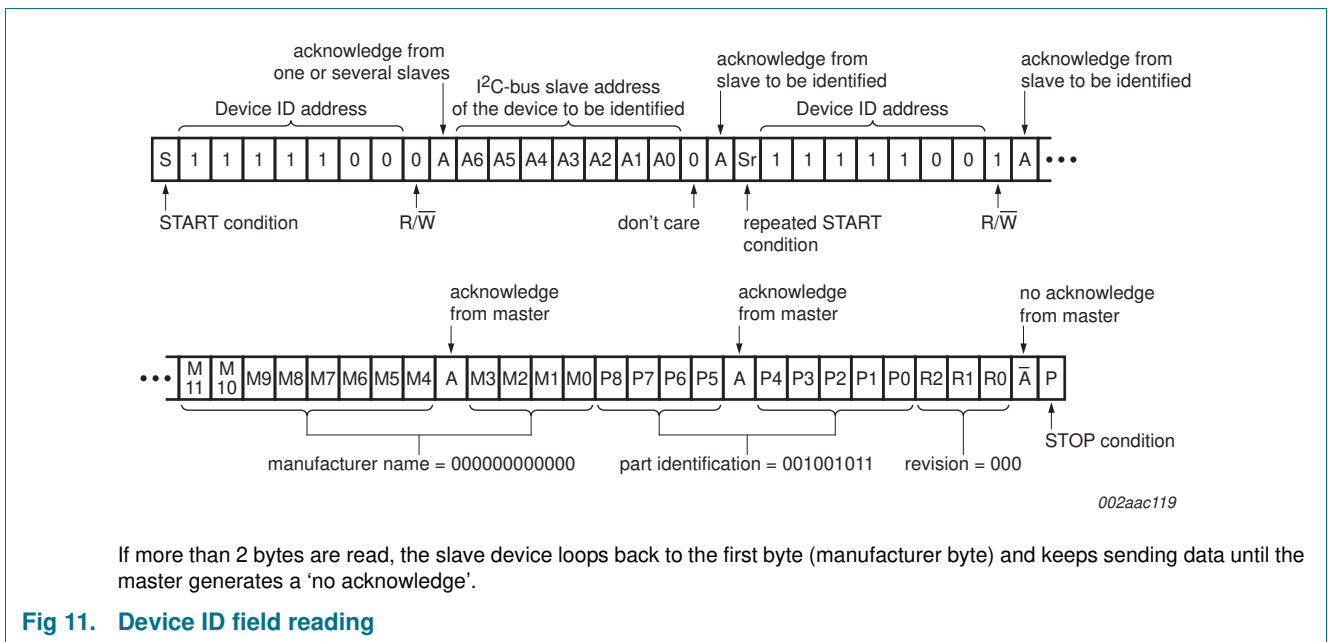 acknowledge from
one or several slaves
I2C-bus slave address
of the device to be identified
acknowledge from
slave to be identified
acknowledge from
slave to be identified
Device ID address
Device ID address
S 1 1 1 1 1 0 0 0 A A6 A5 A4 A3 A2 A1 A0 0 A Sr 1 1 1 1 1 0 0 1 A •••
START condition
R/W̅
don't care
repeated START
condition
R/W̅
acknowledge
from master
acknowledge
from master
no acknowledge
from master
••• M11 M10 M9 M8 M7 M6 M5 M4 A M3 M2 M1 M0 P8 P7 P6 P5 A P4 P3 P2 P1 P0 R2 R1 R0 A̅ P
STOP condition
manufacturer name = 000000000000 part identification = 001001011 revision = 000
002aac119
If more than 2 bytes are read, the slave device loops back to the first byte (manufacturer byte) and keeps sending data until the
master generates a ‘no acknowledge’.
Fig 11. Device ID field reading